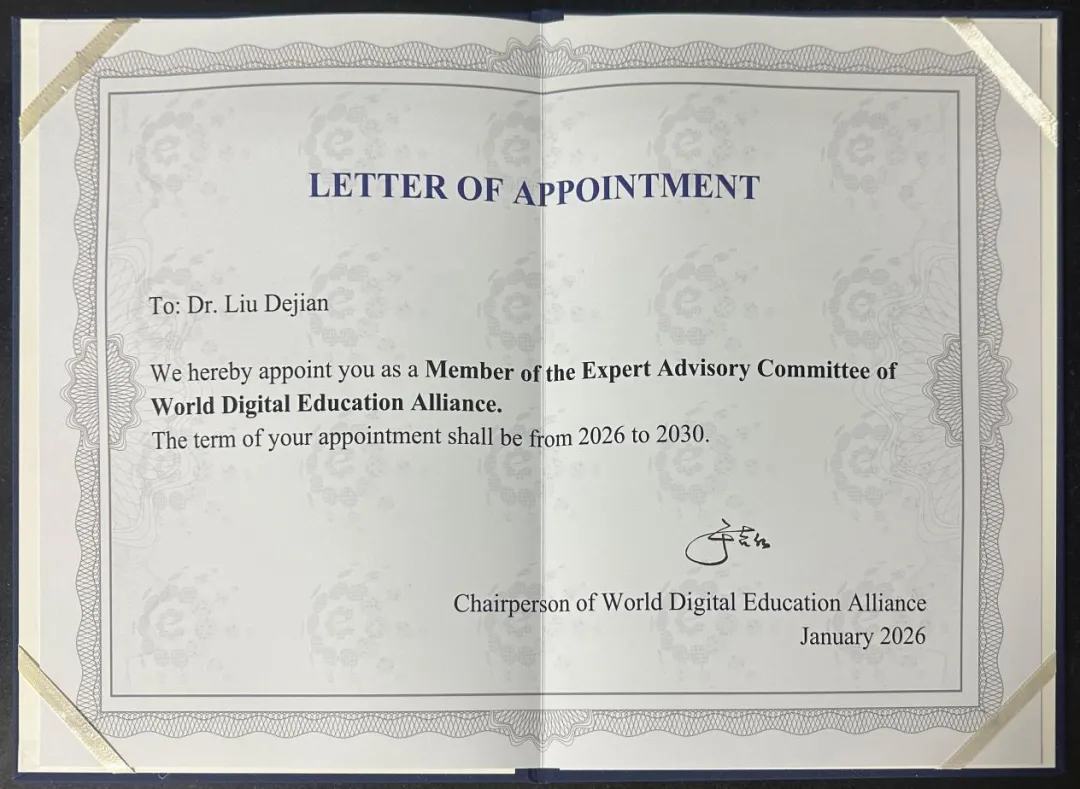 LETTER OF APPOINTMENT
To: Dr. Liu Dejian
We hereby appoint you as a Member of the Expert Advisory Committee of
World Digital Education Alliance.
The term of your appointment shall be from 2026 to 2030.
Chairperson of World Digital Education Alliance
January 2026